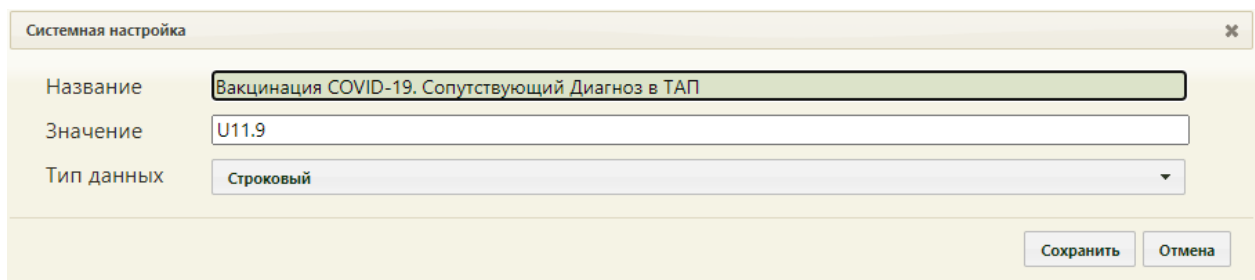 Системная настройка
Название Вакцинация COVID-19. Сопутствующий Диагноз в ТАП
Значение U11.9
Тип данных Строковый
Сохранить Отмена